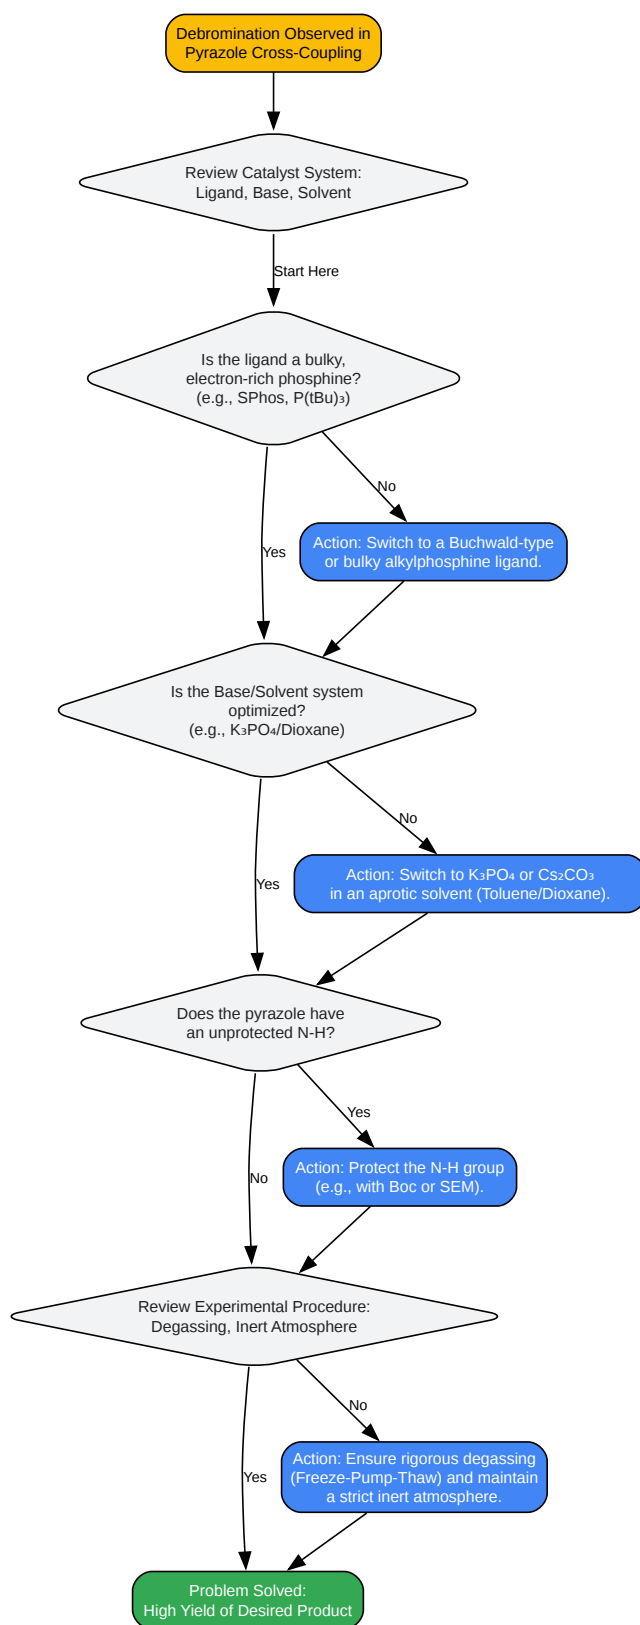 Debromination Observed in
Pyrazole Cross-Coupling
Review Catalyst System:
Ligand, Base, Solvent
Start Here
Is the ligand a bulky,
electron-rich phosphine?
(e.g., SPhos, P(tBu)₃)
No
Yes
Action: Switch to a Buchwald-type
or bulky alkylphosphine ligand.
Is the Base/Solvent system
optimized?
(e.g., K₃PO₄/Dioxane)
No
Yes
Action: Switch to K₃PO₄ or Cs₂CO₃
in an aprotic solvent (Toluene/Dioxane).
Does the pyrazole have
an unprotected N-H?
Yes
No
Action: Protect the N-H group
(e.g., with Boc or SEM).
Review Experimental Procedure:
Degassing, Inert Atmosphere
No
Yes
Action: Ensure rigorous degassing
(Freeze-Pump-Thaw) and maintain
a strict inert atmosphere.
Problem Solved:
High Yield of Desired Product